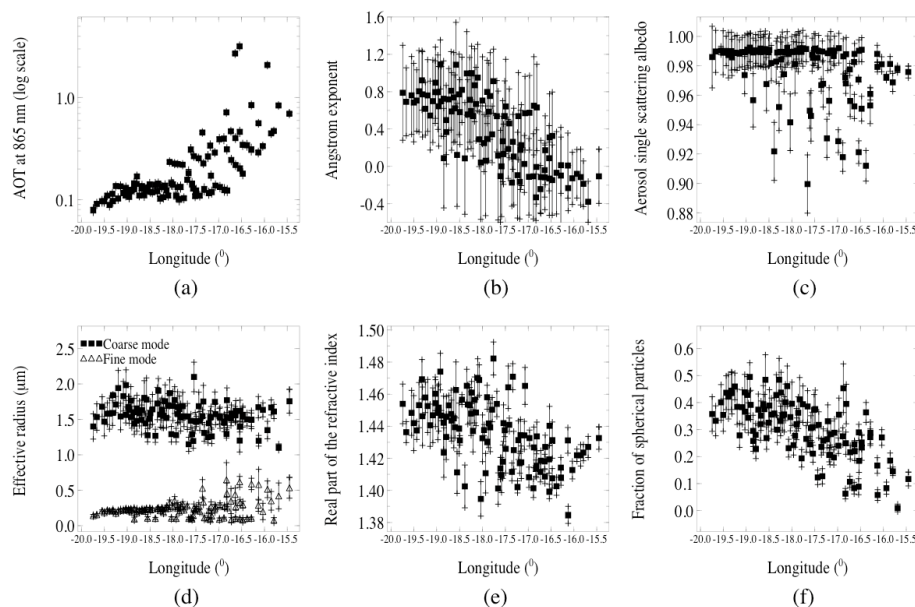 AOT at 865 nm (log scale)
1.0
0.1
-20.0 -19.5 -19.0 -18.5 -18.0 -17.5 -17.0 -16.5 -16.0 -15.5
Longitude (⁰)
(a)
Angstrom exponent
1.6
1.2
0.8
0.4
0.0
-0.4
-20.0 -19.5 -19.0 -18.5 -18.0 -17.5 -17.0 -16.5 -16.0 -15.5
Longitude (⁰)
(b)
Aerosol single scattering albedo
1.00
0.98
0.96
0.94
0.92
0.90
0.88
-20.0 -19.5 -19.0 -18.5 -18.0 -17.5 -17.0 -16.5 -16.0 -15.5
Longitude (⁰)
(c)
Effective radius (μm)
Coarse mode
Fine mode
2.5
2.0
1.5
1.0
0.5
0.0
-20.0 -19.5 -19.0 -18.5 -18.0 -17.5 -17.0 -16.5 -16.0 -15.5
Longitude (⁰)
(d)
Real part of the refractive index
1.50
1.48
1.46
1.44
1.42
1.40
1.38
-20.0 -19.5 -19.0 -18.5 -18.0 -17.5 -17.0 -16.5 -16.0 -15.5
Longitude (⁰)
(e)
Fraction of spherical particles
0.6
0.5
0.4
0.3
0.2
0.1
0.0
-20.0 -19.5 -19.0 -18.5 -18.0 -17.5 -17.0 -16.5 -16.0 -15.5
Longitude (⁰)
(f)